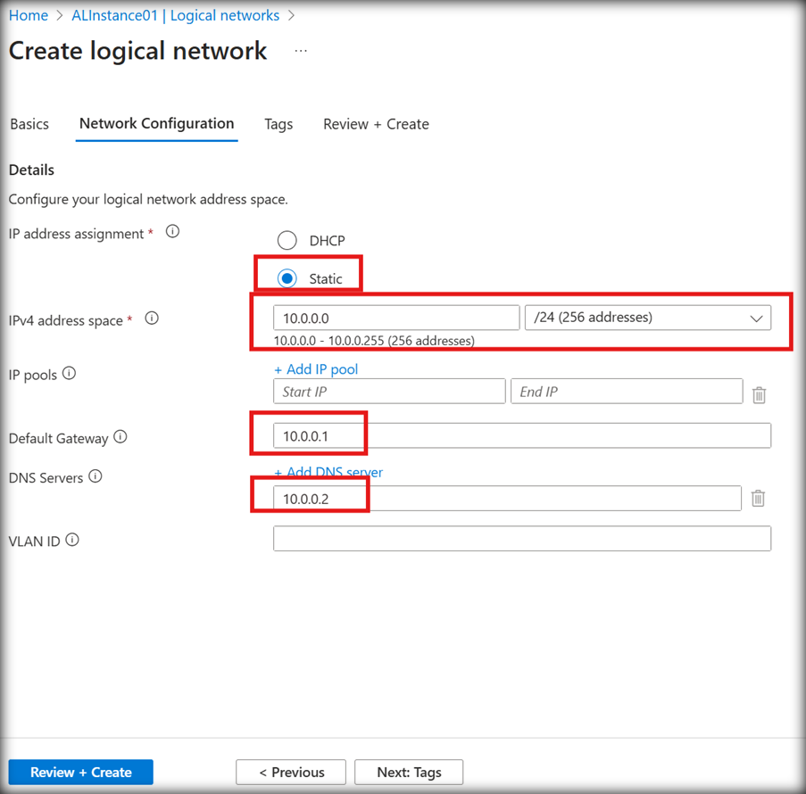 Home > ALInstance01 | Logical networks >
Create logical network ...
Basics Network Configuration Tags Review + Create
Details
Configure your logical network address space.
IP address assignment *
DHCP
Static
IPv4 address space *
10.0.0.0 /24 (256 addresses)
10.0.0.0 - 10.0.0.255 (256 addresses)
IP pools
+ Add IP pool
Start IP End IP
Default Gateway
10.0.0.1
DNS Servers
+ Add DNS server
10.0.0.2
VLAN ID
Review + Create < Previous Next: Tags